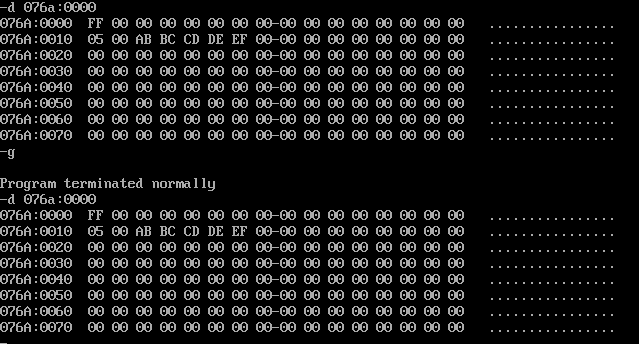 -d 076a:0000
076A:0000  FF 00 00 00 00 00 00 00-00 00 00 00 00 00 00 00   ................
076A:0010  05 00 AB BC CD DE EF 00-00 00 00 00 00 00 00 00   ................
076A:0020  00 00 00 00 00 00 00 00-00 00 00 00 00 00 00 00   ................
076A:0030  00 00 00 00 00 00 00 00-00 00 00 00 00 00 00 00   ................
076A:0040  00 00 00 00 00 00 00 00-00 00 00 00 00 00 00 00   ................
076A:0050  00 00 00 00 00 00 00 00-00 00 00 00 00 00 00 00   ................
076A:0060  00 00 00 00 00 00 00 00-00 00 00 00 00 00 00 00   ................
076A:0070  00 00 00 00 00 00 00 00-00 00 00 00 00 00 00 00   ................
-g
Program terminated normally
-d 076a:0000
076A:0000  FF 00 00 00 00 00 00 00-00 00 00 00 00 00 00 00   ................
076A:0010  05 00 AB BC CD DE EF 00-00 00 00 00 00 00 00 00   ................
076A:0020  00 00 00 00 00 00 00 00-00 00 00 00 00 00 00 00   ................
076A:0030  00 00 00 00 00 00 00 00-00 00 00 00 00 00 00 00   ................
076A:0040  00 00 00 00 00 00 00 00-00 00 00 00 00 00 00 00   ................
076A:0050  00 00 00 00 00 00 00 00-00 00 00 00 00 00 00 00   ................
076A:0060  00 00 00 00 00 00 00 00-00 00 00 00 00 00 00 00   ................
076A:0070  00 00 00 00 00 00 00 00-00 00 00 00 00 00 00 00   ................